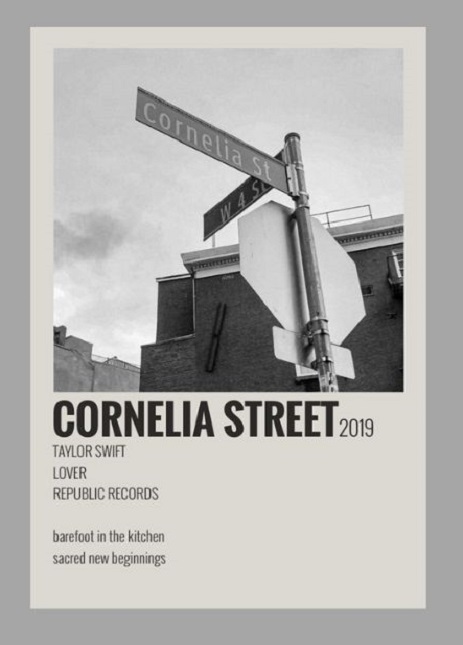 Cornelia St
W 4 St
CORNELIA STREET 2019
TAYLOR SWIFT
LOVER
REPUBLIC RECORDS
barefoot in the kitchen
sacred new beginnings